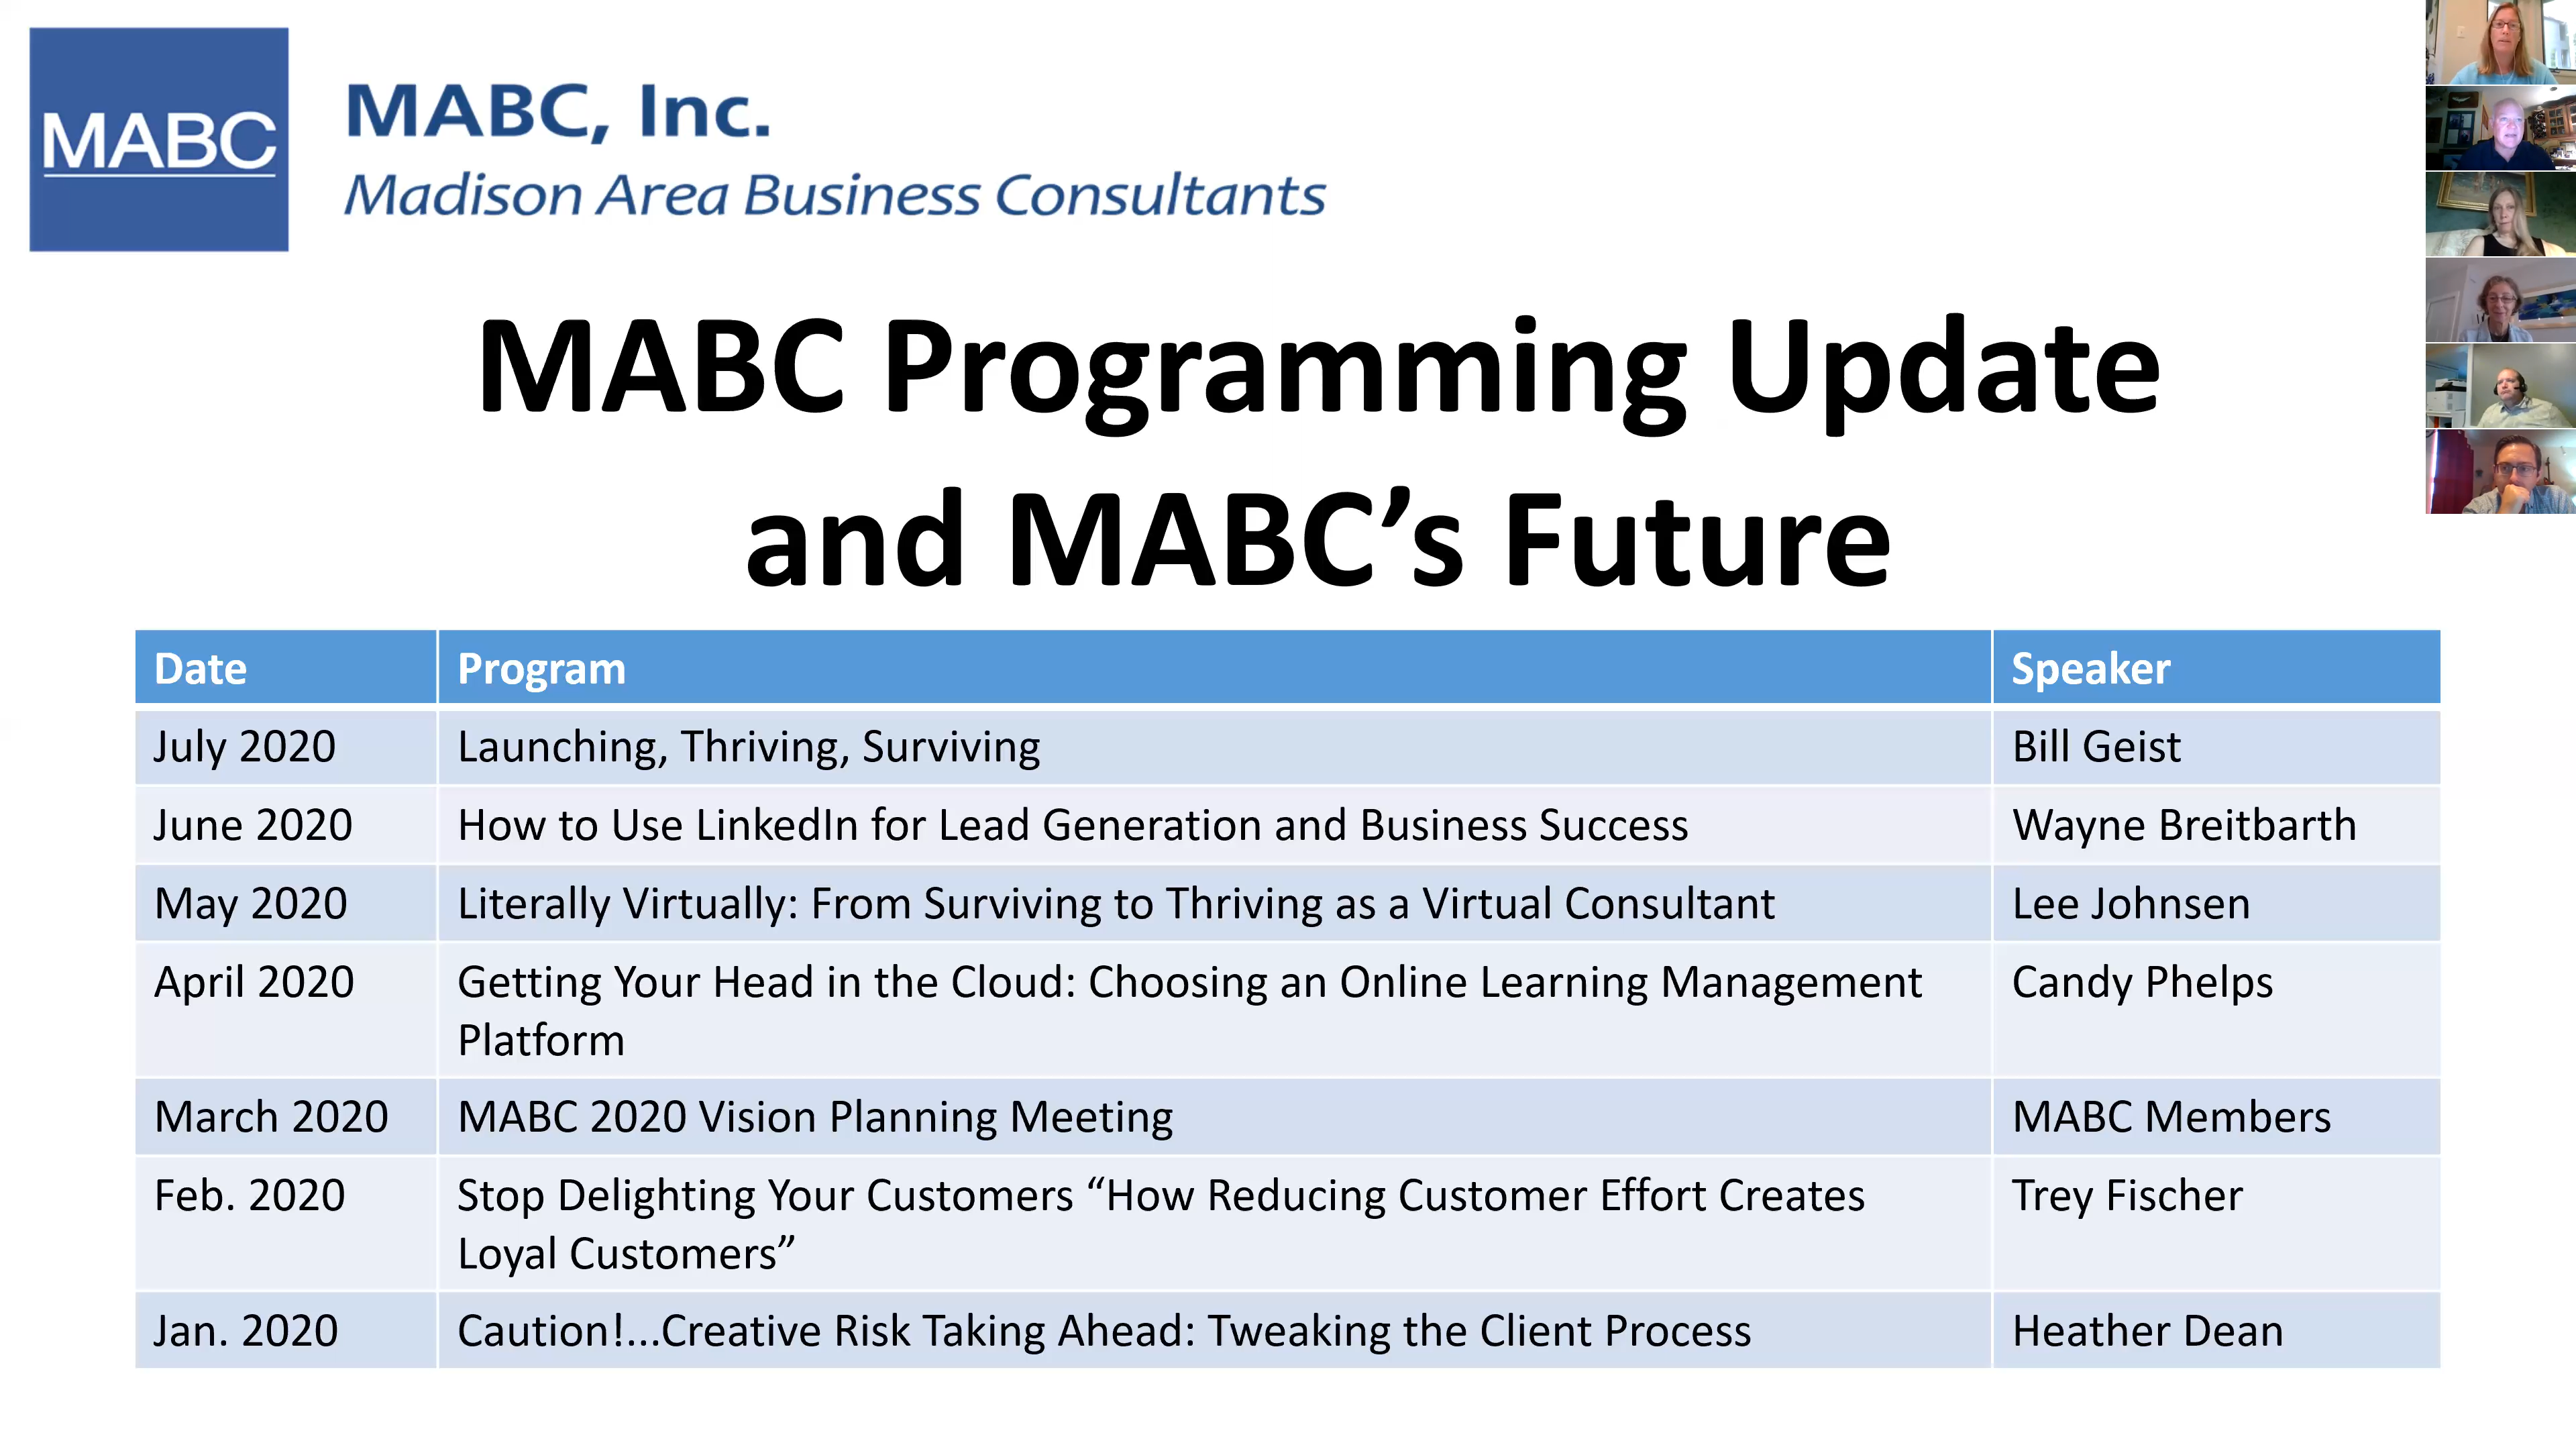 MABC
MABC, Inc.
Madison Area Business Consultants
MABC Programming Update
and MABC’s Future
Date Program Speaker
July 2020 Launching, Thriving, Surviving Bill Geist
June 2020 How to Use LinkedIn for Lead Generation and Business Success Wayne Breitbarth
May 2020 Literally Virtually: From Surviving to Thriving as a Virtual Consultant Lee Johnsen
April 2020 Getting Your Head in the Cloud: Choosing an Online Learning Management Candy Phelps
Platform
March 2020 MABC 2020 Vision Planning Meeting MABC Members
Feb. 2020 Stop Delighting Your Customers “How Reducing Customer Effort Creates Trey Fischer
Loyal Customers”
Jan. 2020 Caution!...Creative Risk Taking Ahead: Tweaking the Client Process Heather Dean